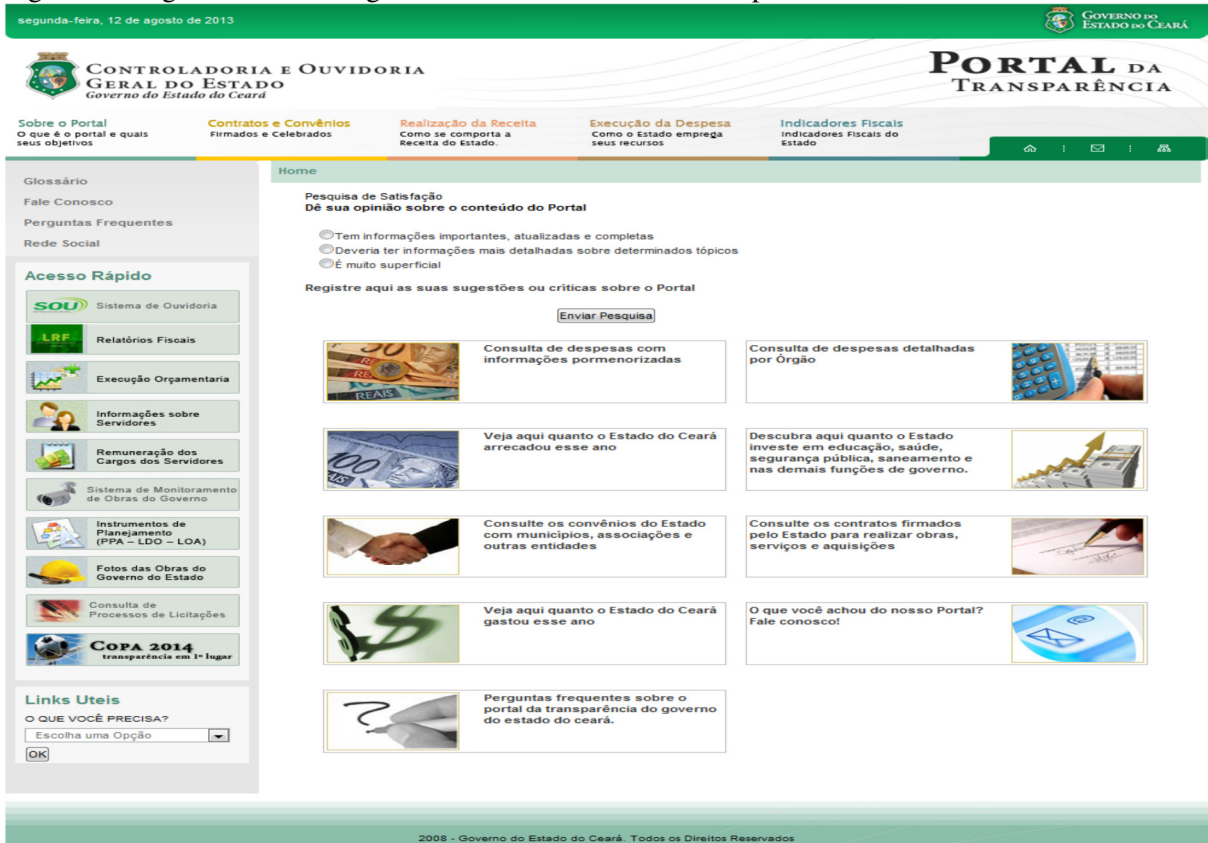 segunda-feira, 12 de agosto de 2013
GOVERNO DO
ESTADO DO CEARÁ
CONTROLADORIA E OUVIDORIA
GERAL DO ESTADO
Governo do Estado do Ceará
PORTAL DA
TRANSPARÊNCIA
Sobre o Portal
O que é o portal e quais
seus objetivos
Contratos e Convênios
Firmados e Celebrados
Realização da Receita
Como se comporta a
Receita do Estado.
Execução da Despesa
Como o Estado emprega
seus recursos
Indicadores Fiscais
Indicadores Fiscais do
Estado
Glossário
Fale Conosco
Perguntas Frequentes
Rede Social
Acesso Rápido
SOU Sistema de Ouvidoria
LRF Relatórios Fiscais
Execução Orçamentaria
Informações sobre
Servidores
Remuneração dos
Cargos dos Servidores
Sistema de Monitoramento
de Obras do Governo
Instrumentos de
Planejamento
(PPA – LDO – LOA)
Fotos das Obras do
Governo do Estado
Consulta de
Processos de Licitações
COPA 2014
transparência em 1º lugar
Links Uteis
O QUE VOCÊ PRECISA?
Escolha uma Opção
OK
Home
Pesquisa de Satisfação
Dê sua opinião sobre o conteúdo do Portal
Tem informações importantes, atualizadas e completas
Deveria ter informações mais detalhadas sobre determinados tópicos
É muito superficial
Registre aqui as suas sugestões ou críticas sobre o Portal
Enviar Pesquisa
Consulta de despesas com
informações pormenorizadas
Consulta de despesas detalhadas
por Órgão
Veja aqui quanto o Estado do Ceará
arrecadou esse ano
Descubra aqui quanto o Estado
investe em educação, saúde,
segurança pública, saneamento e
nas demais funções de governo.
Consulte os convênios do Estado
com municípios, associações e
outras entidades
Consulte os contratos firmados
pelo Estado para realizar obras,
serviços e aquisições
Veja aqui quanto o Estado do Ceará
gastou esse ano
O que você achou do nosso Portal?
Fale conosco!
Perguntas frequentes sobre o
portal da transparência do governo
do estado do ceará.
2008 - Governo do Estado do Ceará. Todos os Direitos Reservados